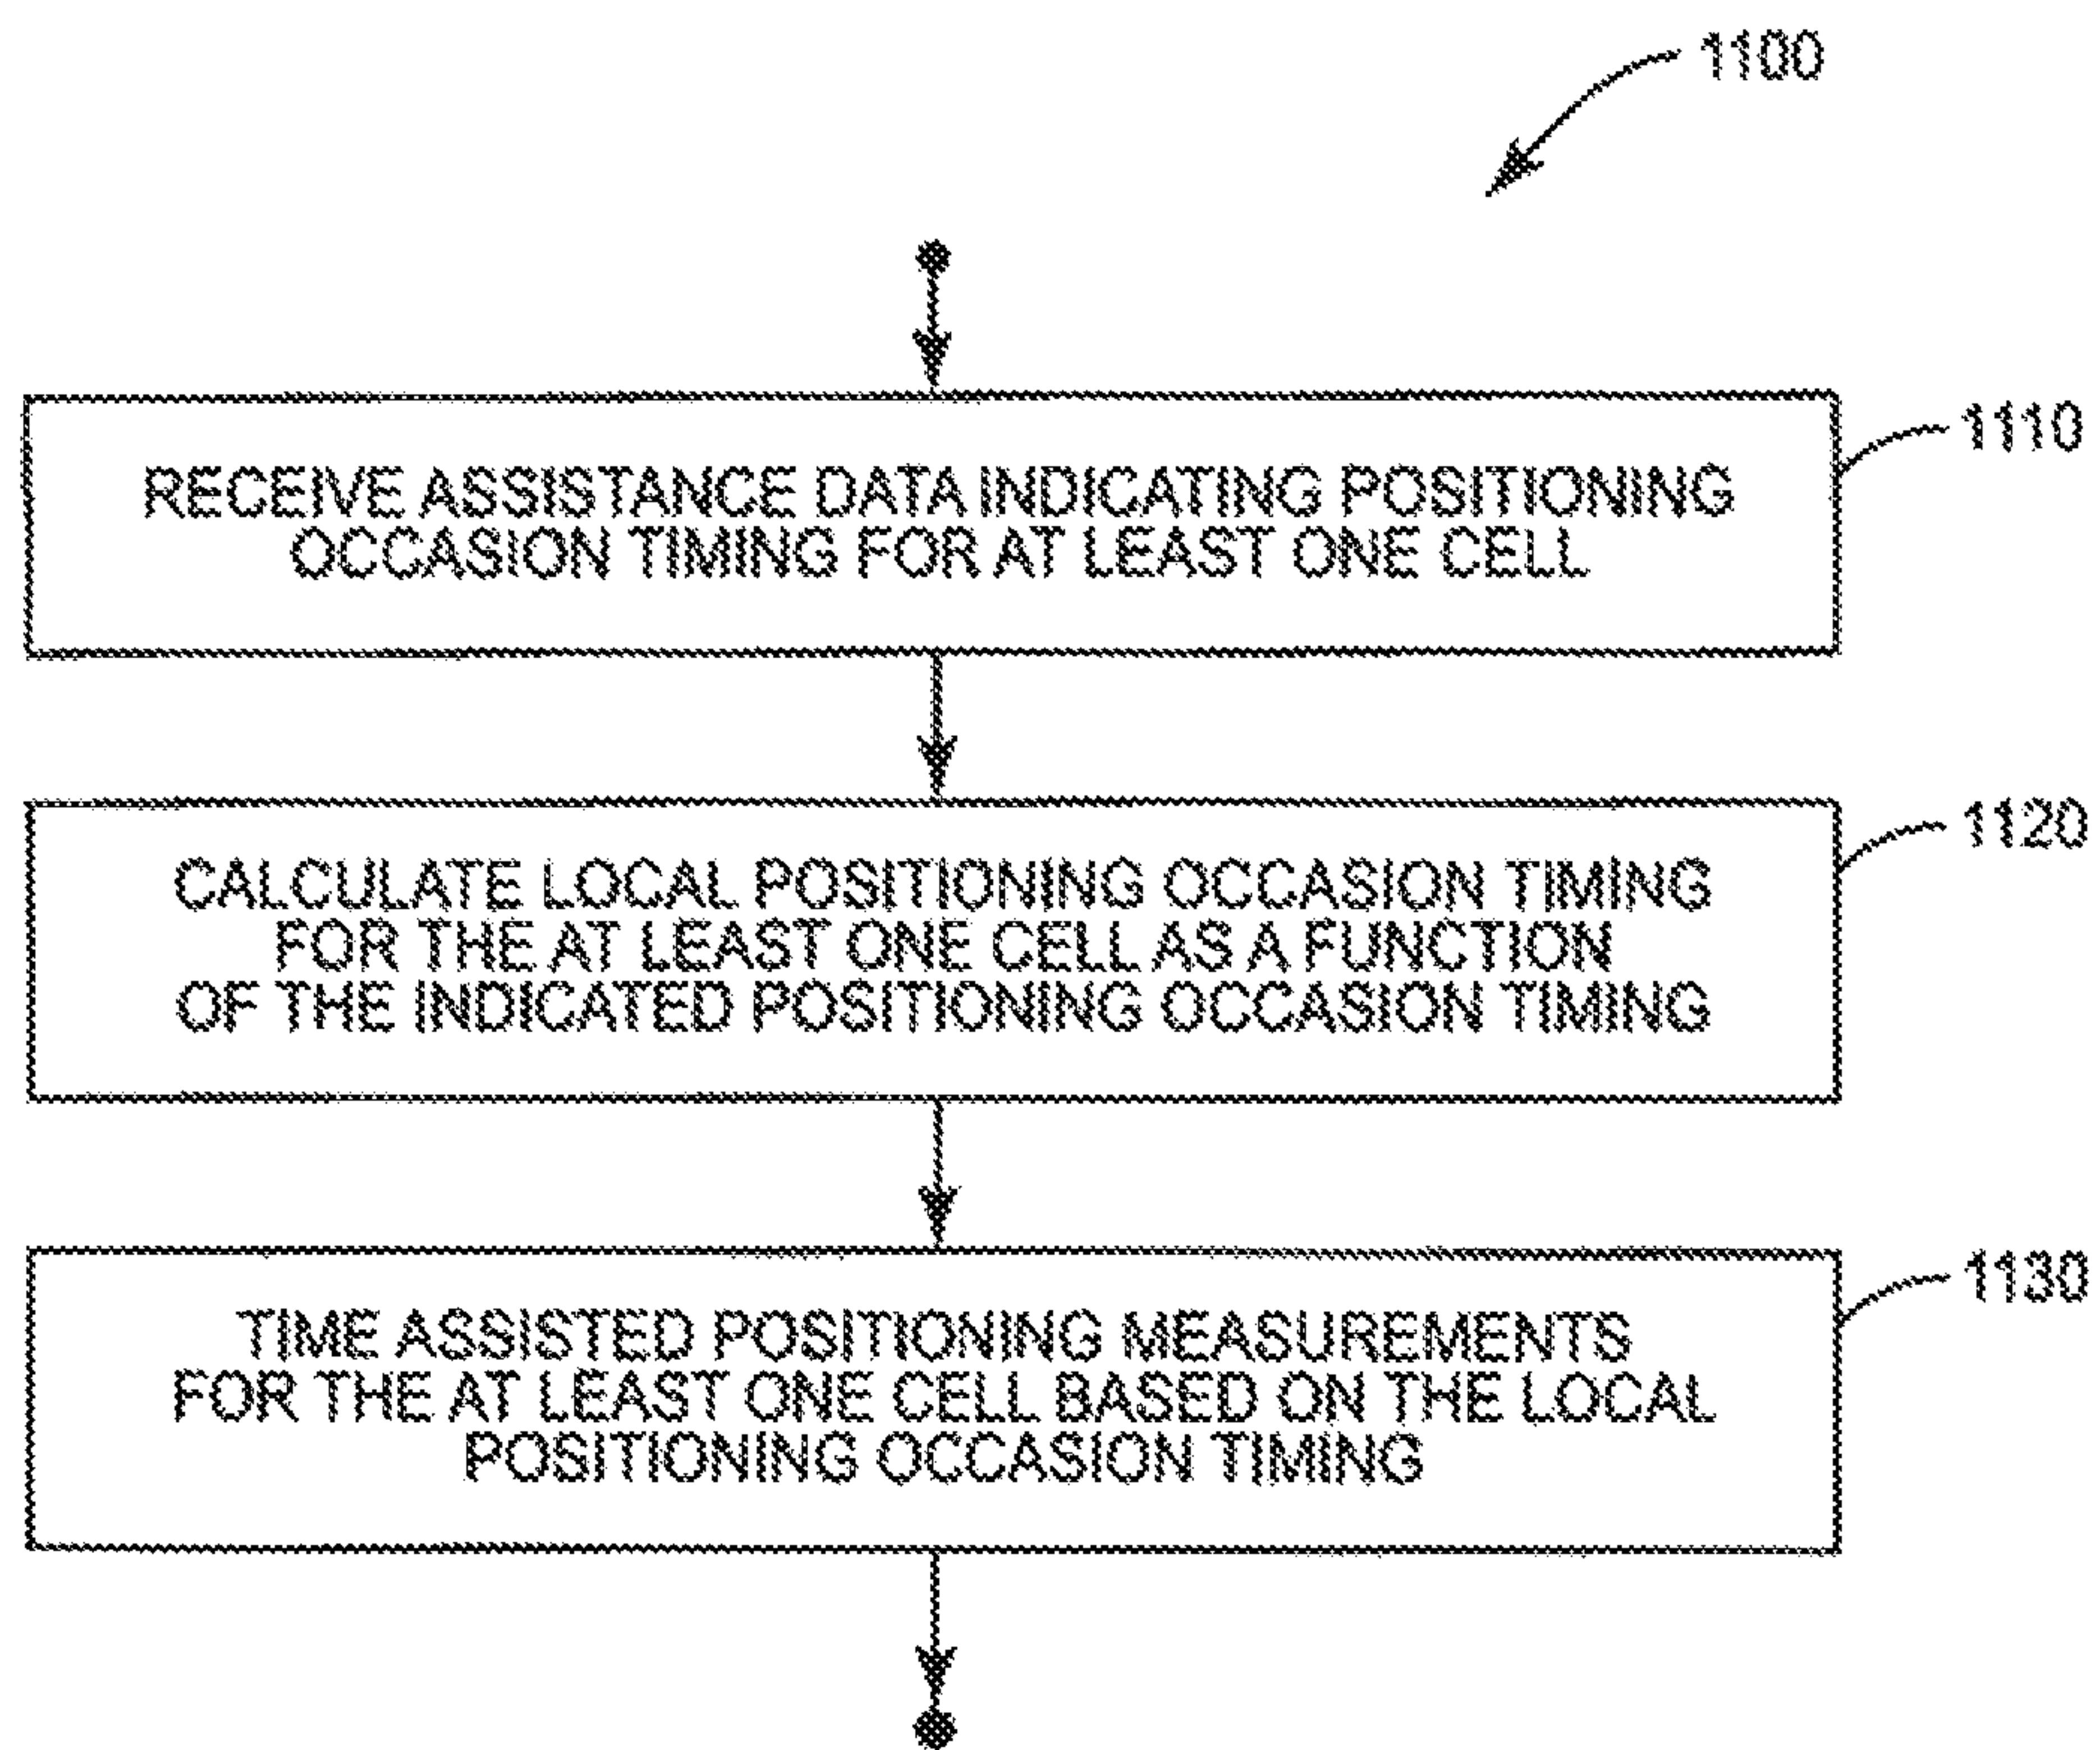 1100
1110
RECEIVE ASSISTANCE DATA INDICATING POSITIONING
OCCASION TIMING FOR AT LEAST ONE CELL
1120
CALCULATE LOCAL POSITIONING OCCASION TIMING
FOR THE AT LEAST ONE CELL AS A FUNCTION
OF THE INDICATED POSITIONING OCCASION TIMING
1130
TIME ASSISTED POSITIONING MEASUREMENTS
FOR THE AT LEAST ONE CELL BASED ON THE LOCAL
POSITIONING OCCASION TIMING